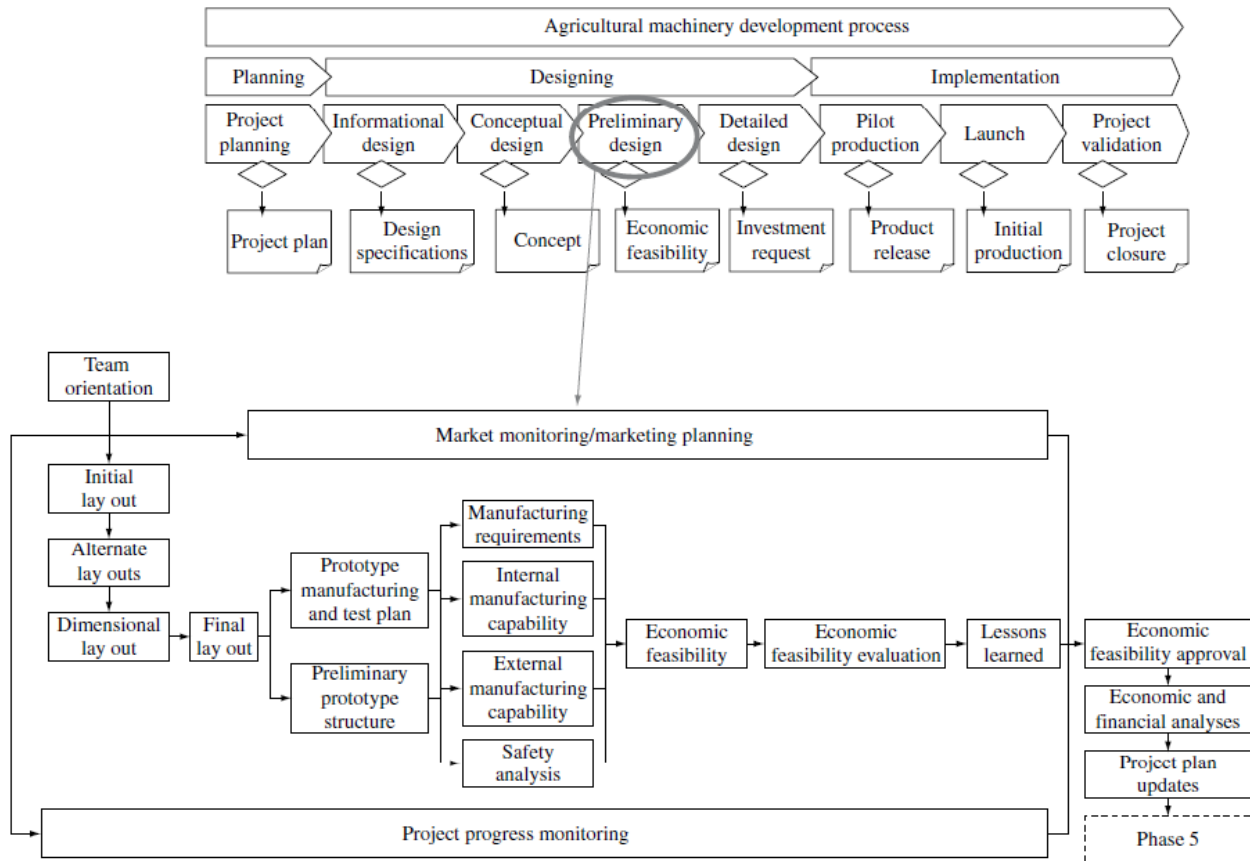 Agricultural machinery development process
Planning
Designing
Implementation
Project
planning
Informational
design
Conceptual
design
Preliminary
design
Detailed
design
Pilot
production
Launch
Project
validation
Project plan
Design
specifications
Concept
Economic
feasibility
Investment
request
Product
release
Initial
production
Project
closure
Team
orientation
Market monitoring/marketing planning
Initial
lay out
Alternate
lay outs
Dimensional
lay out
Final
lay out
Prototype
manufacturing
and test plan
Preliminary
prototype
structure
Manufacturing
requirements
Internal
manufacturing
capability
External
manufacturing
capability
Safety
analysis
Economic
feasibility
Economic
feasibility evaluation
Lessons
learned
Economic
feasibility approval
Economic and
financial analyses
Project plan
updates
Phase 5
Project progress monitoring